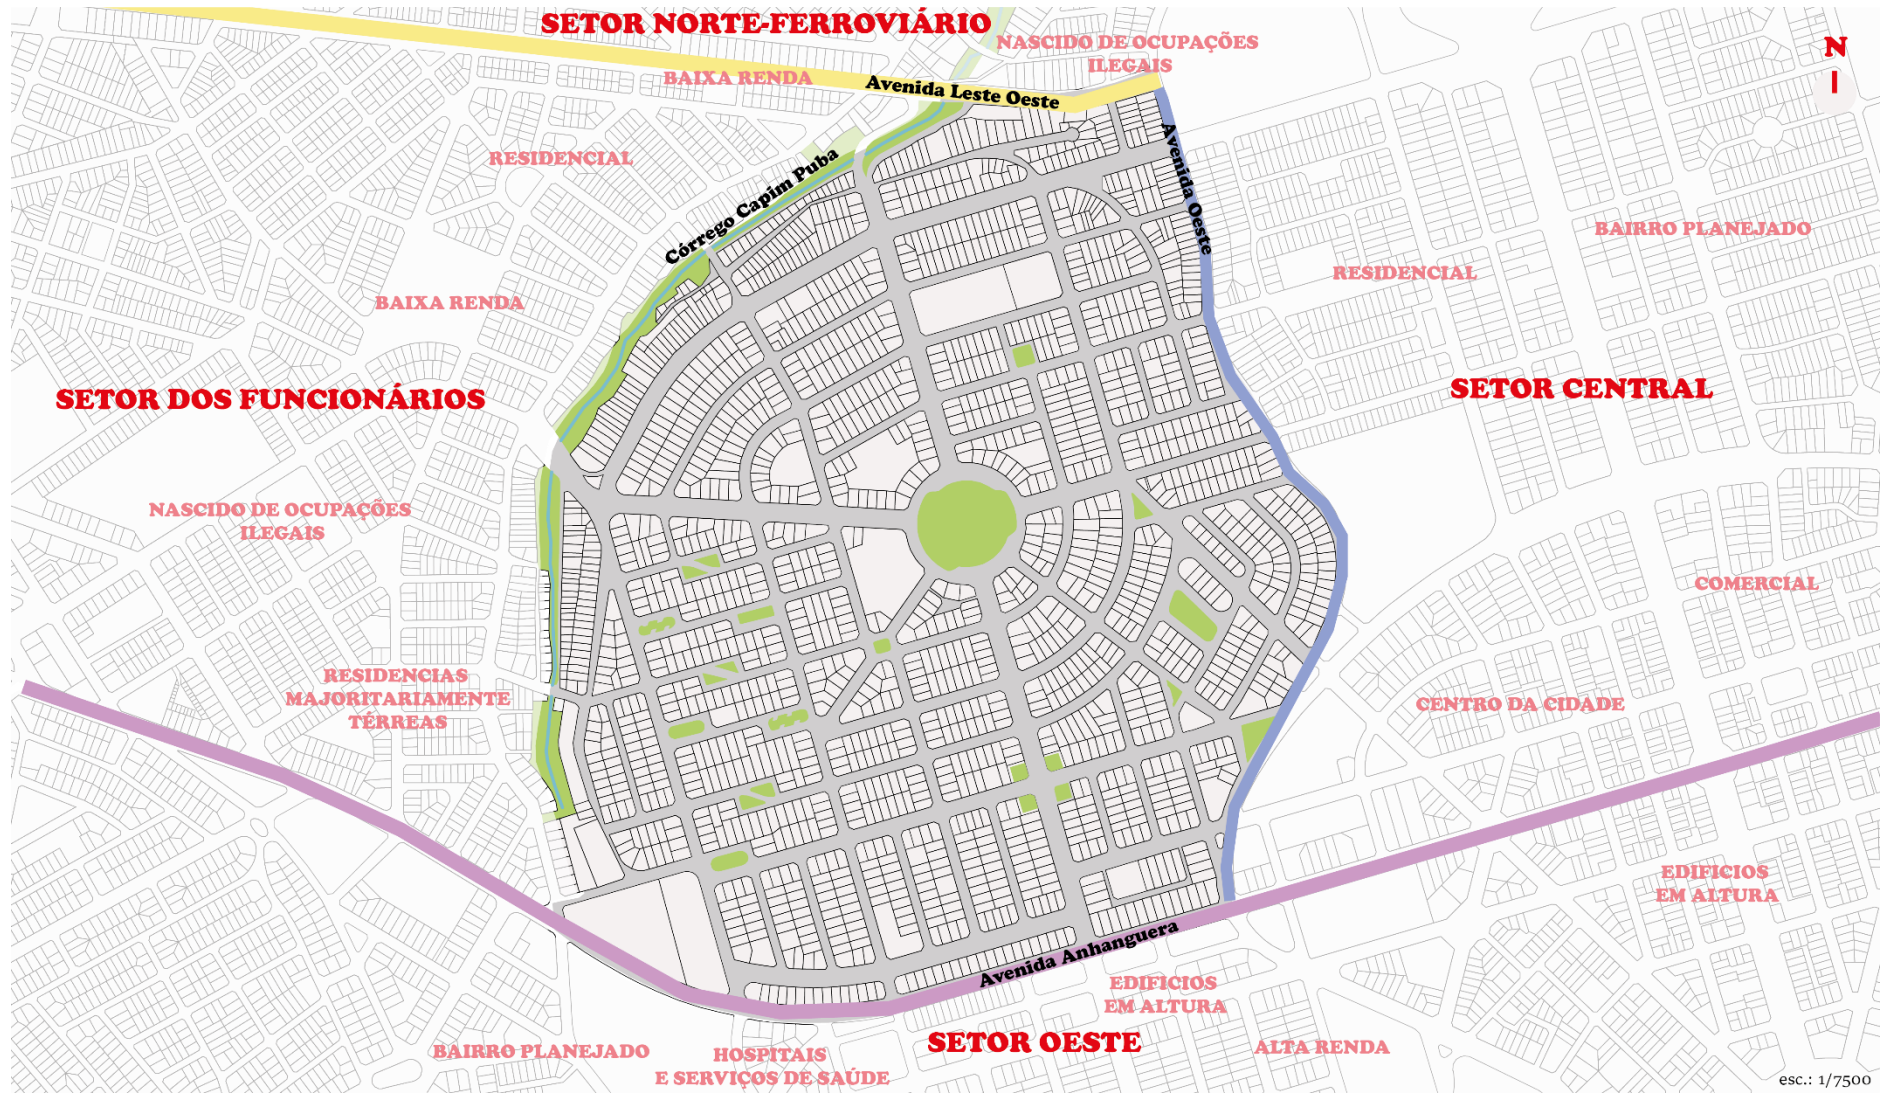 SETOR NORTE-FERROVIÁRIO
NASCIDO DE OCUPAÇÕES
ILEGAIS
N
BAIXA RENDA
Avenida Leste Oeste
RESIDENCIAL
Córrego Capim Puba
Avenida Oeste
BAIRRO PLANEJADO
RESIDENCIAL
BAIXA RENDA
SETOR DOS FUNCIONÁRIOS
SETOR CENTRAL
NASCIDO DE OCUPAÇÕES
ILEGAIS
COMERCIAL
RESIDENCIAS
MAJORITARIAMENTE
TÉRREAS
CENTRO DA CIDADE
EDIFICIOS
EM ALTURA
Avenida Anhanguera
EDIFICIOS
EM ALTURA
SETOR OESTE
ALTA RENDA
BAIRRO PLANEJADO
HOSPITAIS
E SERVIÇOS DE SAÚDE
esc.: 1/7500